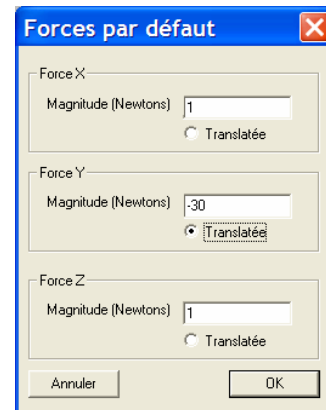 Forces par défaut
Force X
Magnitude (Newtons) 1
Translatée
Force Y
Magnitude (Newtons) -30
Translatée
Force Z
Magnitude (Newtons) 1
Translatée
Annuler OK